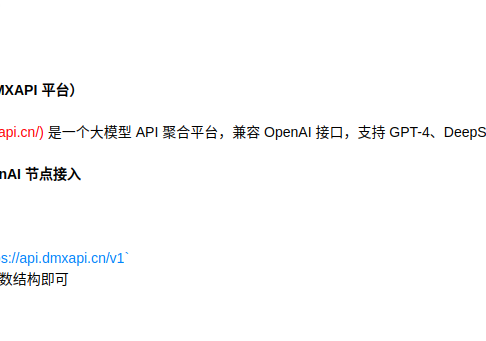 MXAPI 平台）
api.cn/) 是一个大模型 API 聚合平台，兼容 OpenAI 接口，支持 GPT-4、DeepS
nAI 节点接入
s://api.dmxapi.cn/v1`
数结构即可